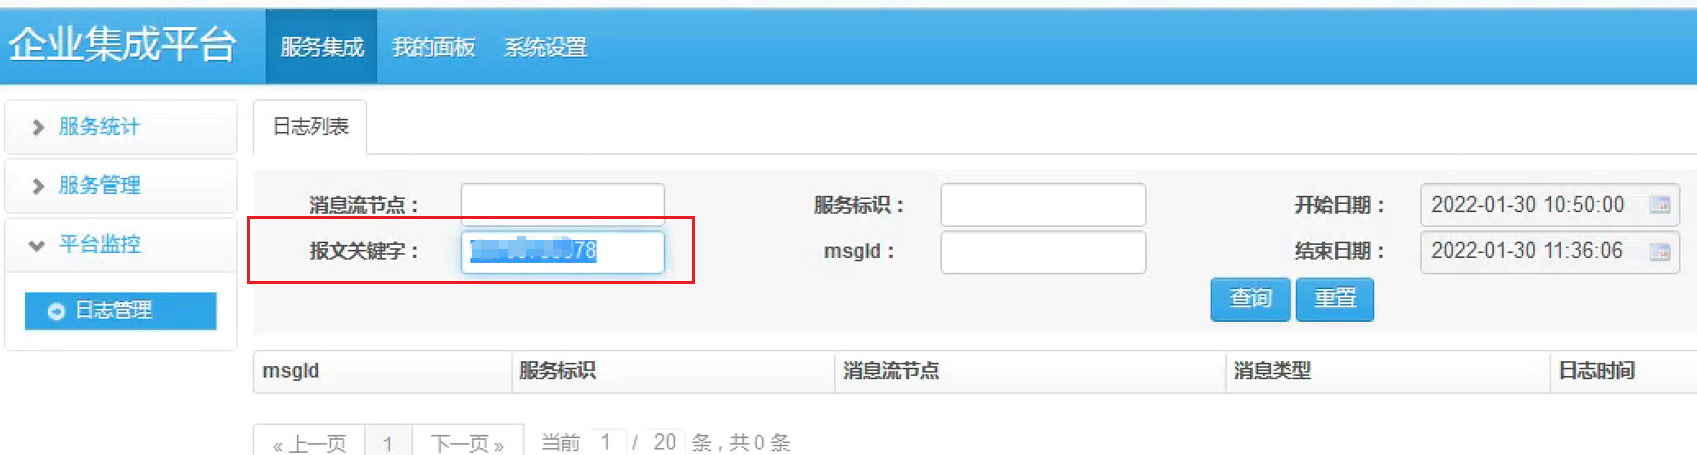 企业集成平台 服务集成 我的面板 系统设置
服务统计
服务管理
平台监控
日志管理
日志列表
消息流节点： 服务标识： 开始日期： 2022-01-30 10:50:00
报文关键字： 78 msgId： 结束日期： 2022-01-30 11:36:06
查询 重置
msgId 服务标识 消息流节点 消息类型 日志时间
« 上一页 1 下一页 » 当前 1 / 20 条，共 0 条